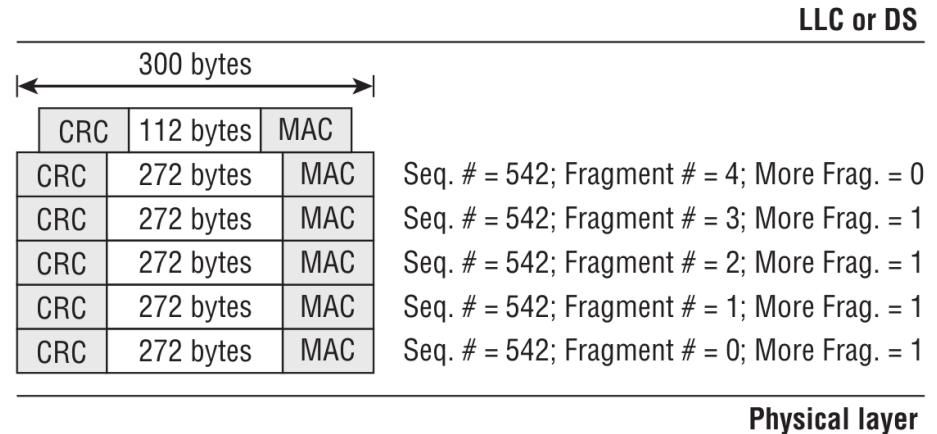 LLC or DS
300 bytes
CRC 112 bytes MAC
CRC 272 bytes MAC Seq. # = 542; Fragment # = 4; More Frag. = 0
CRC 272 bytes MAC Seq. # = 542; Fragment # = 3; More Frag. = 1
CRC 272 bytes MAC Seq. # = 542; Fragment # = 2; More Frag. = 1
CRC 272 bytes MAC Seq. # = 542; Fragment # = 1; More Frag. = 1
CRC 272 bytes MAC Seq. # = 542; Fragment # = 0; More Frag. = 1
Physical layer